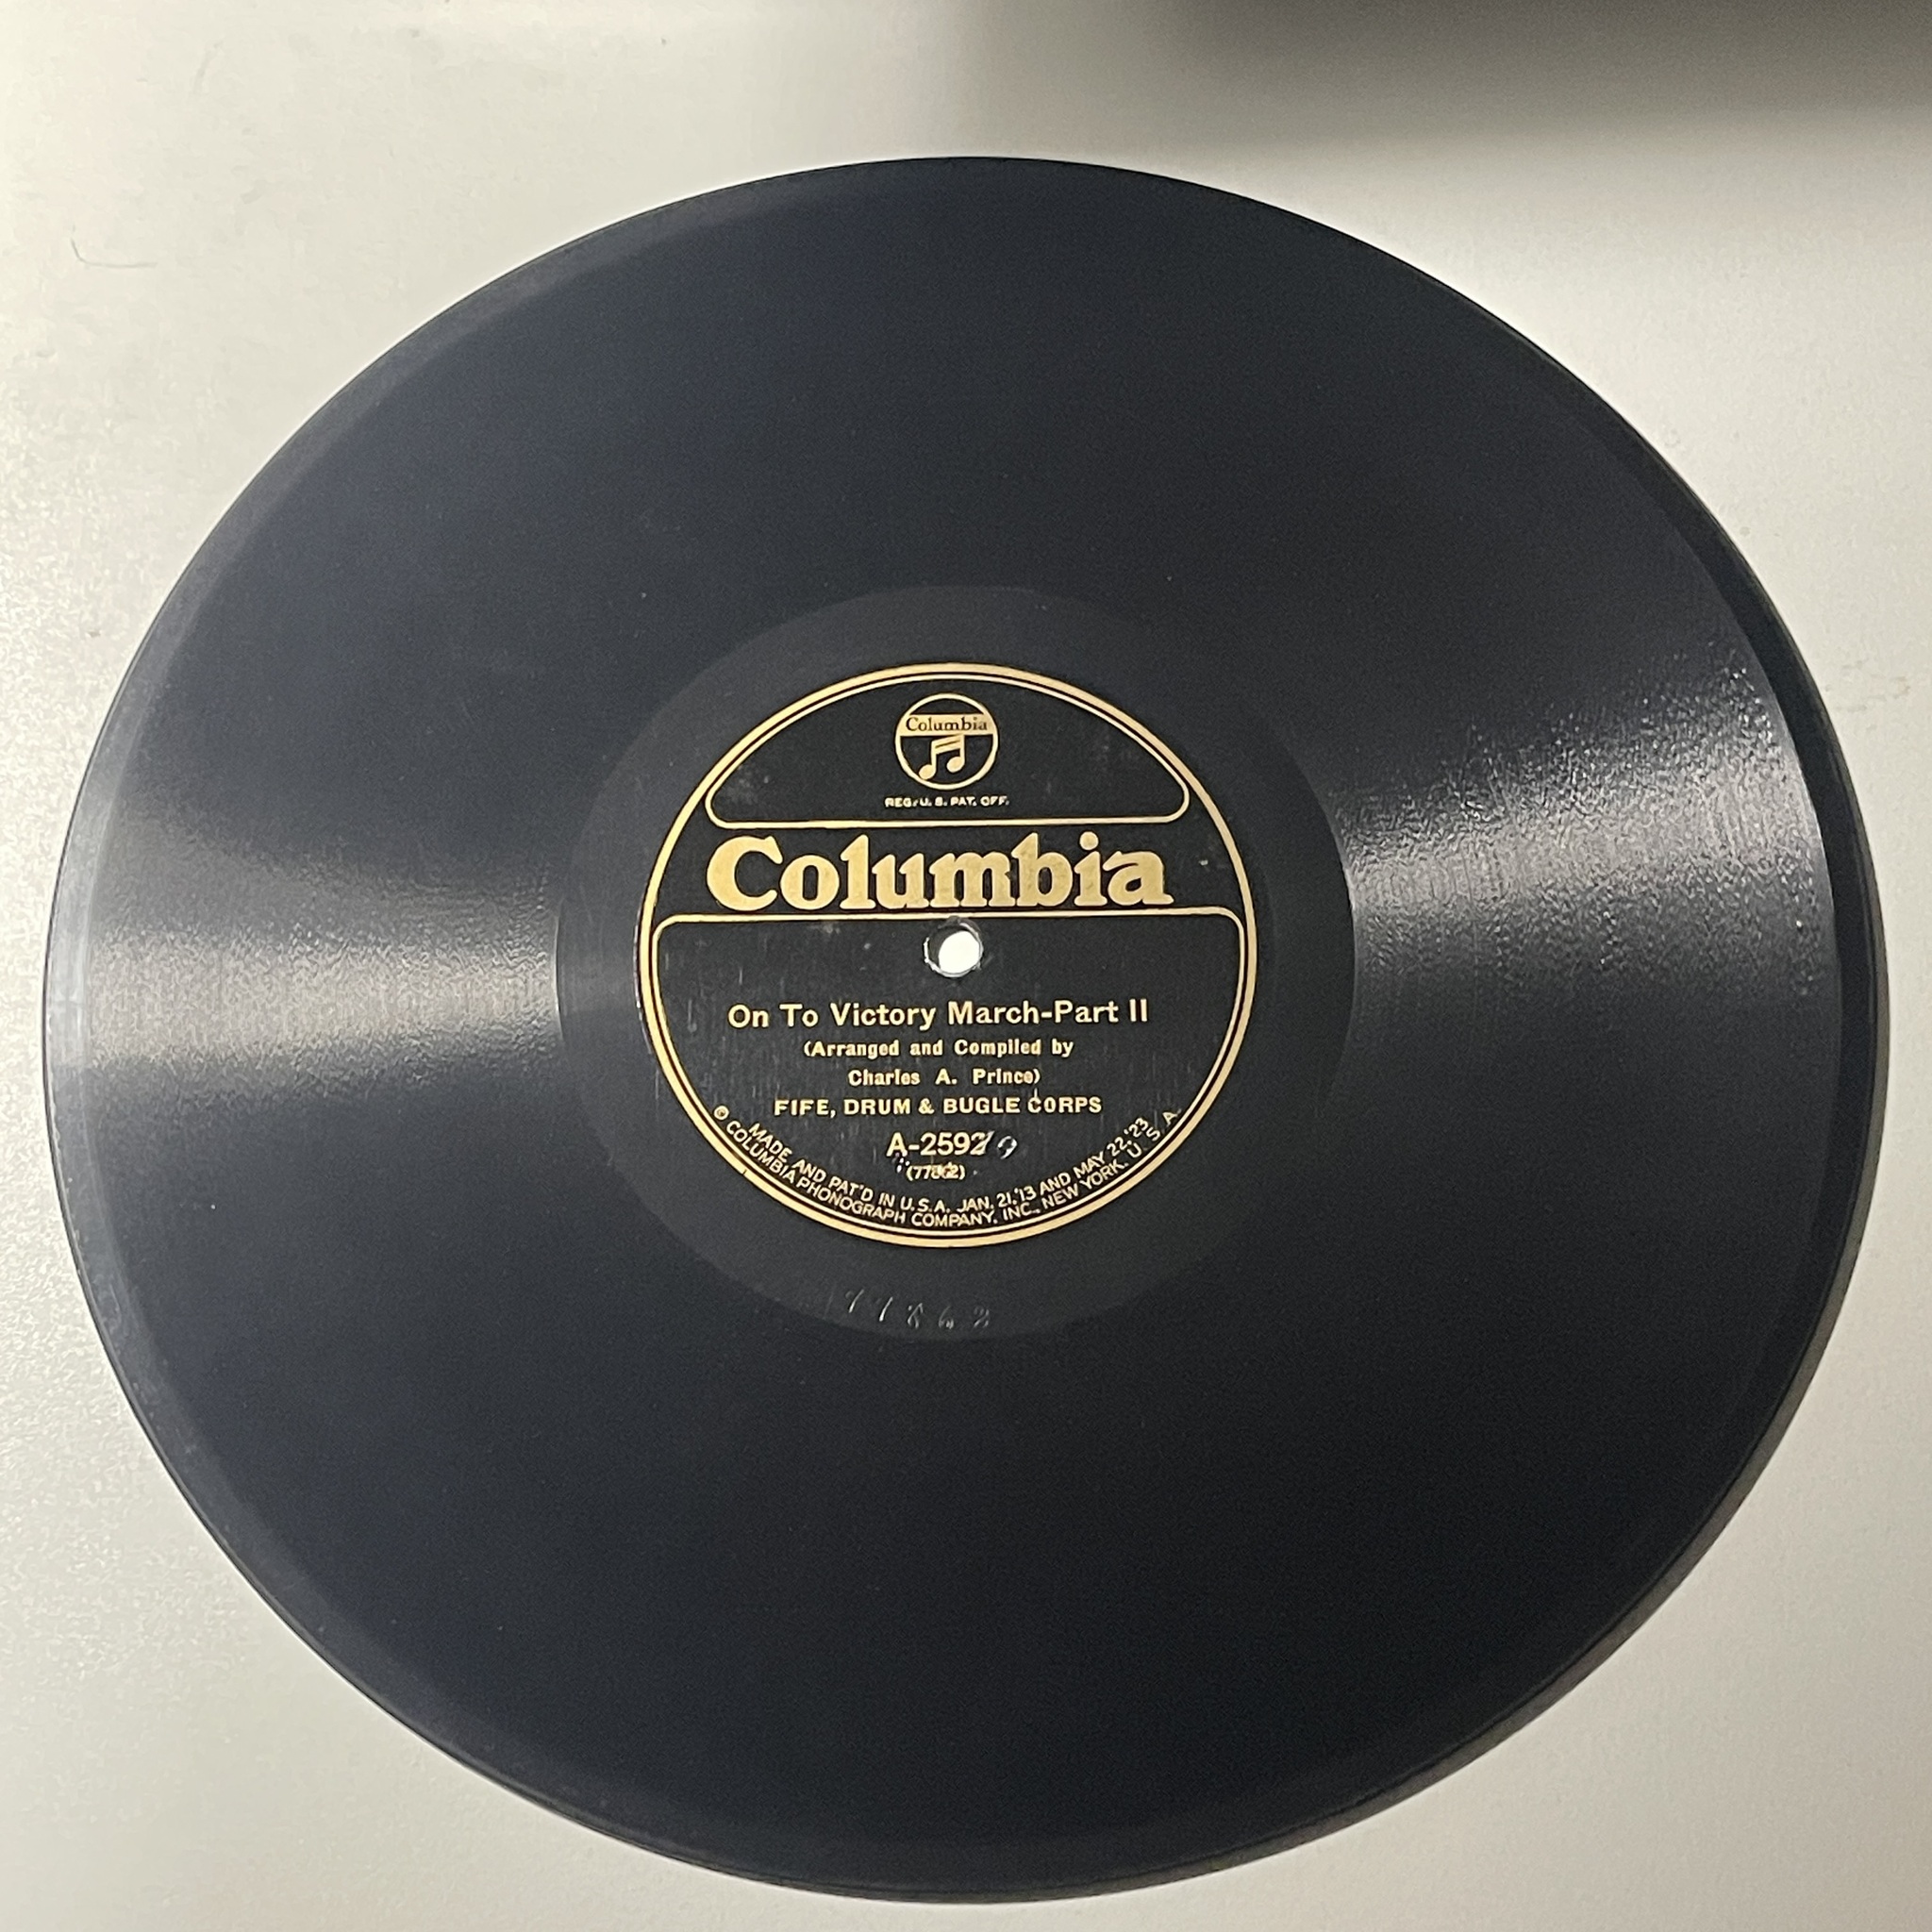 Columbia
REG. U. S. PAT. OFF.
Columbia
On To Victory March-Part II
(Arranged and Compiled by
Charles A. Prince)
FIFE, DRUM & BUGLE CORPS
A-2592
(77862)
MADE AND PAT'D IN U.S.A. JAN. 21,'13 AND MAY 22,'23
© COLUMBIA PHONOGRAPH COMPANY, INC., NEW YORK, U. S. A.
77862